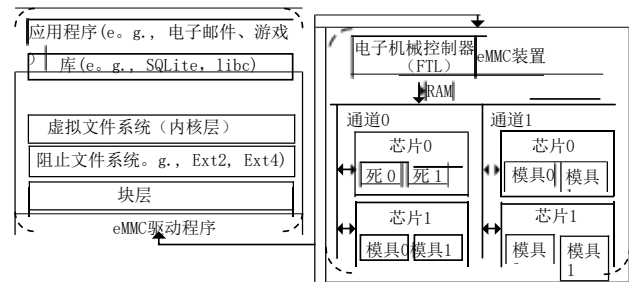 应用程序(e。g., 电子邮件、游戏
)
库(e。g., SQLite, libc)
虚拟文件系统（内核层）
阻止文件系统。g., Ext2, Ext4)
块层
eMMC驱动程序
电子机械控制器
（FTL）
eMMC装置
RAM
通道0
芯片0
死 0
死 1
芯片1
模具0
模具1
通道1
芯片0
模具0
模具
芯片1
模具
模具
1